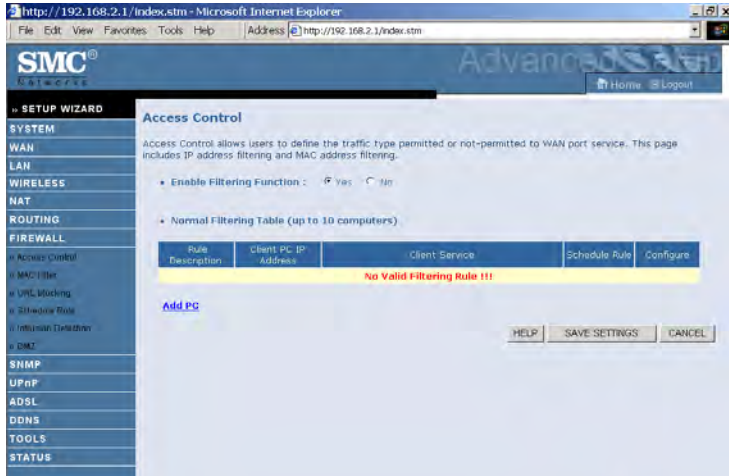 http://192.168.2.1/index.stm - Microsoft Internet Explorer
File Edit View Favorites Tools Help Address http://192.168.2.1/index.stm
SMC®
Networks
Advanced Setup
Home Logout
» SETUP WIZARD
SYSTEM
WAN
LAN
WIRELESS
NAT
ROUTING
FIREWALL
» Access Control
» MAC Filter
» URL Blocking
» Schedule Rule
» Intrusion Detection
» DMZ
SNMP
UPnP
ADSL
DDNS
TOOLS
STATUS
Access Control
Access Control allows users to define the traffic type permitted or not-permitted to WAN port service. This page
includes IP address filtering and MAC address filtering.
• Enable Filtering Function : Yes No
• Normal Filtering Table (up to 10 computers)
Rule Description Client PC IP Address Client Service Schedule Rule Configure
No Valid Filtering Rule !!!
Add PC
HELP SAVE SETTINGS CANCEL